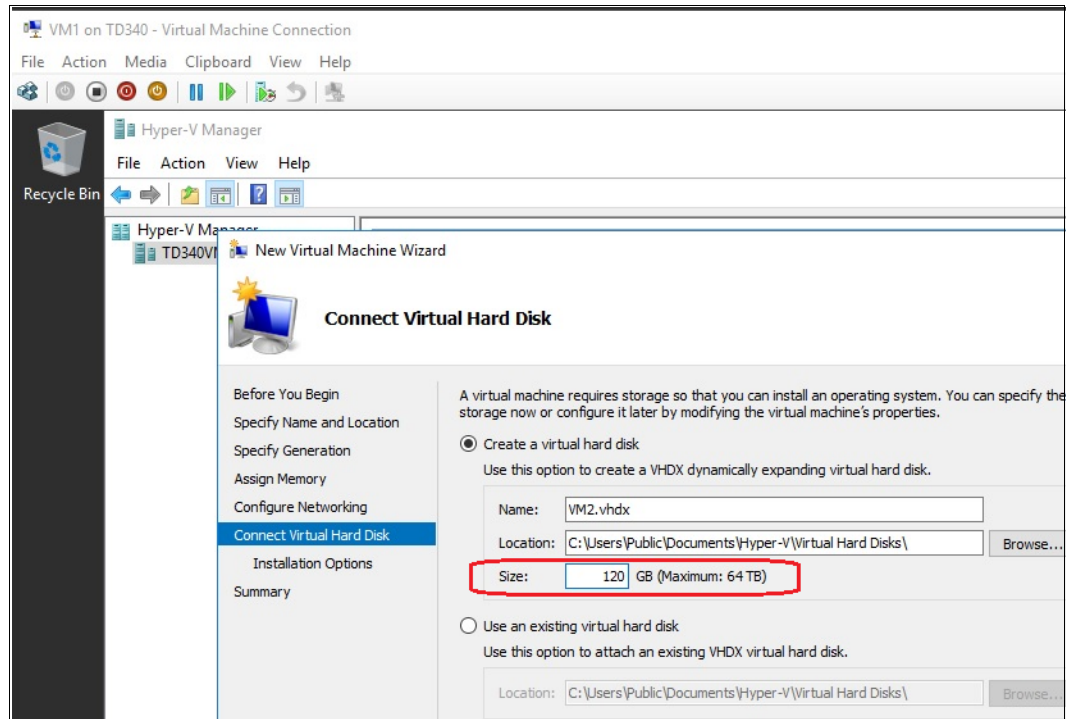 VM1 on TD340 - Virtual Machine Connection
File Action Media Clipboard View Help
Hyper-V Manager
File Action View Help
Recycle Bin
Hyper-V Manager
TD340VM
New Virtual Machine Wizard
Connect Virtual Hard Disk
Before You Begin
Specify Name and Location
Specify Generation
Assign Memory
Configure Networking
Connect Virtual Hard Disk
Installation Options
Summary
A virtual machine requires storage so that you can install an operating system. You can specify the
storage now or configure it later by modifying the virtual machine's properties.
Create a virtual hard disk
Use this option to create a VHDX dynamically expanding virtual hard disk.
Name: VM2.vhdx
Location: C:\Users\Public\Documents\Hyper-V\Virtual Hard Disks\ Browse...
Size: 120 GB (Maximum: 64 TB)
Use an existing virtual hard disk
Use this option to attach an existing VHDX virtual hard disk.
Location: C:\Users\Public\Documents\Hyper-V\Virtual Hard Disks\ Browse...